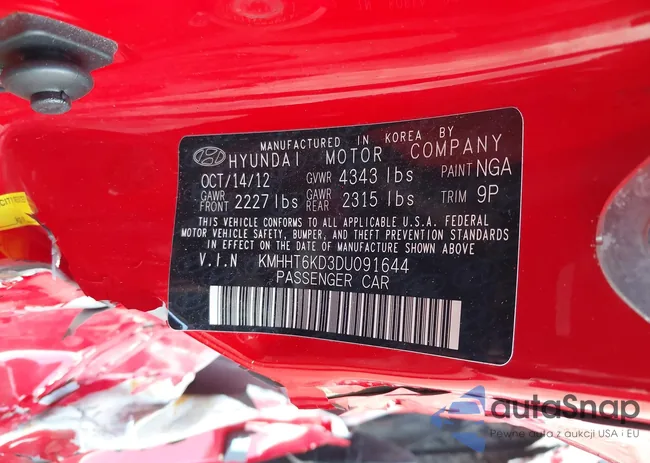 MANUFACTURED IN KOREA BY
HYUNDAI MOTOR COMPANY
OCT/14/12 GVWR 4343 lbs PAINT NGA
GAWR FRONT 2227 lbs GAWR REAR 2315 lbs TRIM 9P
THIS VEHICLE CONFORMS TO ALL APPLICABLE U.S.A. FEDERAL
MOTOR VEHICLE SAFETY, BUMPER, AND THEFT PREVENTION STANDARDS
IN EFFECT ON THE DATE OF MANUFACTURE SHOWN ABOVE
V.I.N KMHHT6KD3DU091644
PASSENGER CAR
autaSnap
Pewne auta z aukcji USA i EU